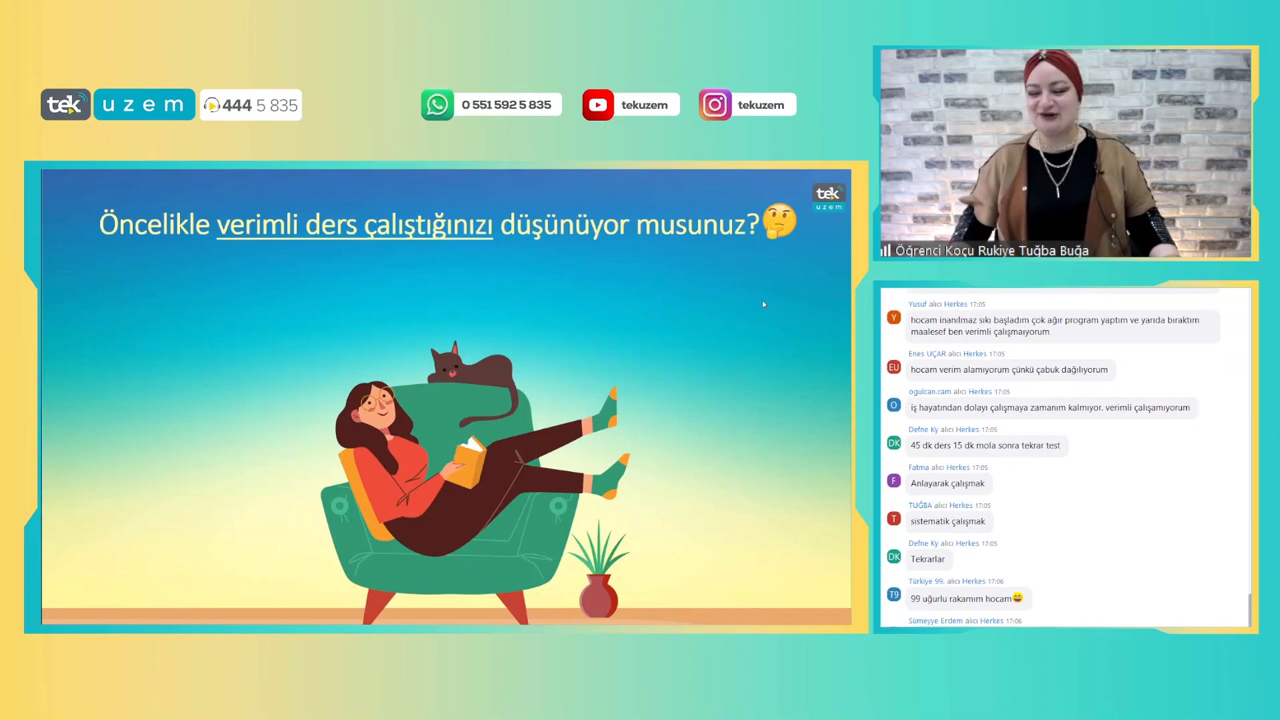 tek uzem 444 5 835
0 551 592 5 835
tekuzem
tekuzem
tek
uzem
Öncelikle verimli ders çalıştığınızı düşünüyor musunuz?🤔
Öğrenci Koçu Rukiye Tuğba Buğa
Yusuf alıcı Herkes 17:05
Y
hocam inanılmaz sıkı başladım çok ağır program yaptım ve yarıda bıraktım
maalesef ben verimli çalışmaıyorum
Enes UÇAR alıcı Herkes 17:05
EU
hocam verim alamıyorum çünkü çabuk dağılıyorum
ogulcan.cam alıcı Herkes 17:05
O
iş hayatından dolayı çalışmaya zamanım kalmıyor. verimli çalışamıyorum
Defne Ky alıcı Herkes 17:05
DK
45 dk ders 15 dk mola sonra tekrar test
Fatma alıcı Herkes 17:05
F
Anlayarak çalışmak
TUĞBA alıcı Herkes 17:05
T
sistematik çalışmak
Defne Ky alıcı Herkes 17:05
DK
Tekrarlar
Türkiye 99. alıcı Herkes 17:06
T9
99 uğurlu rakamım hocam😄
Sümeyye Erdem alıcı Herkes 17:06